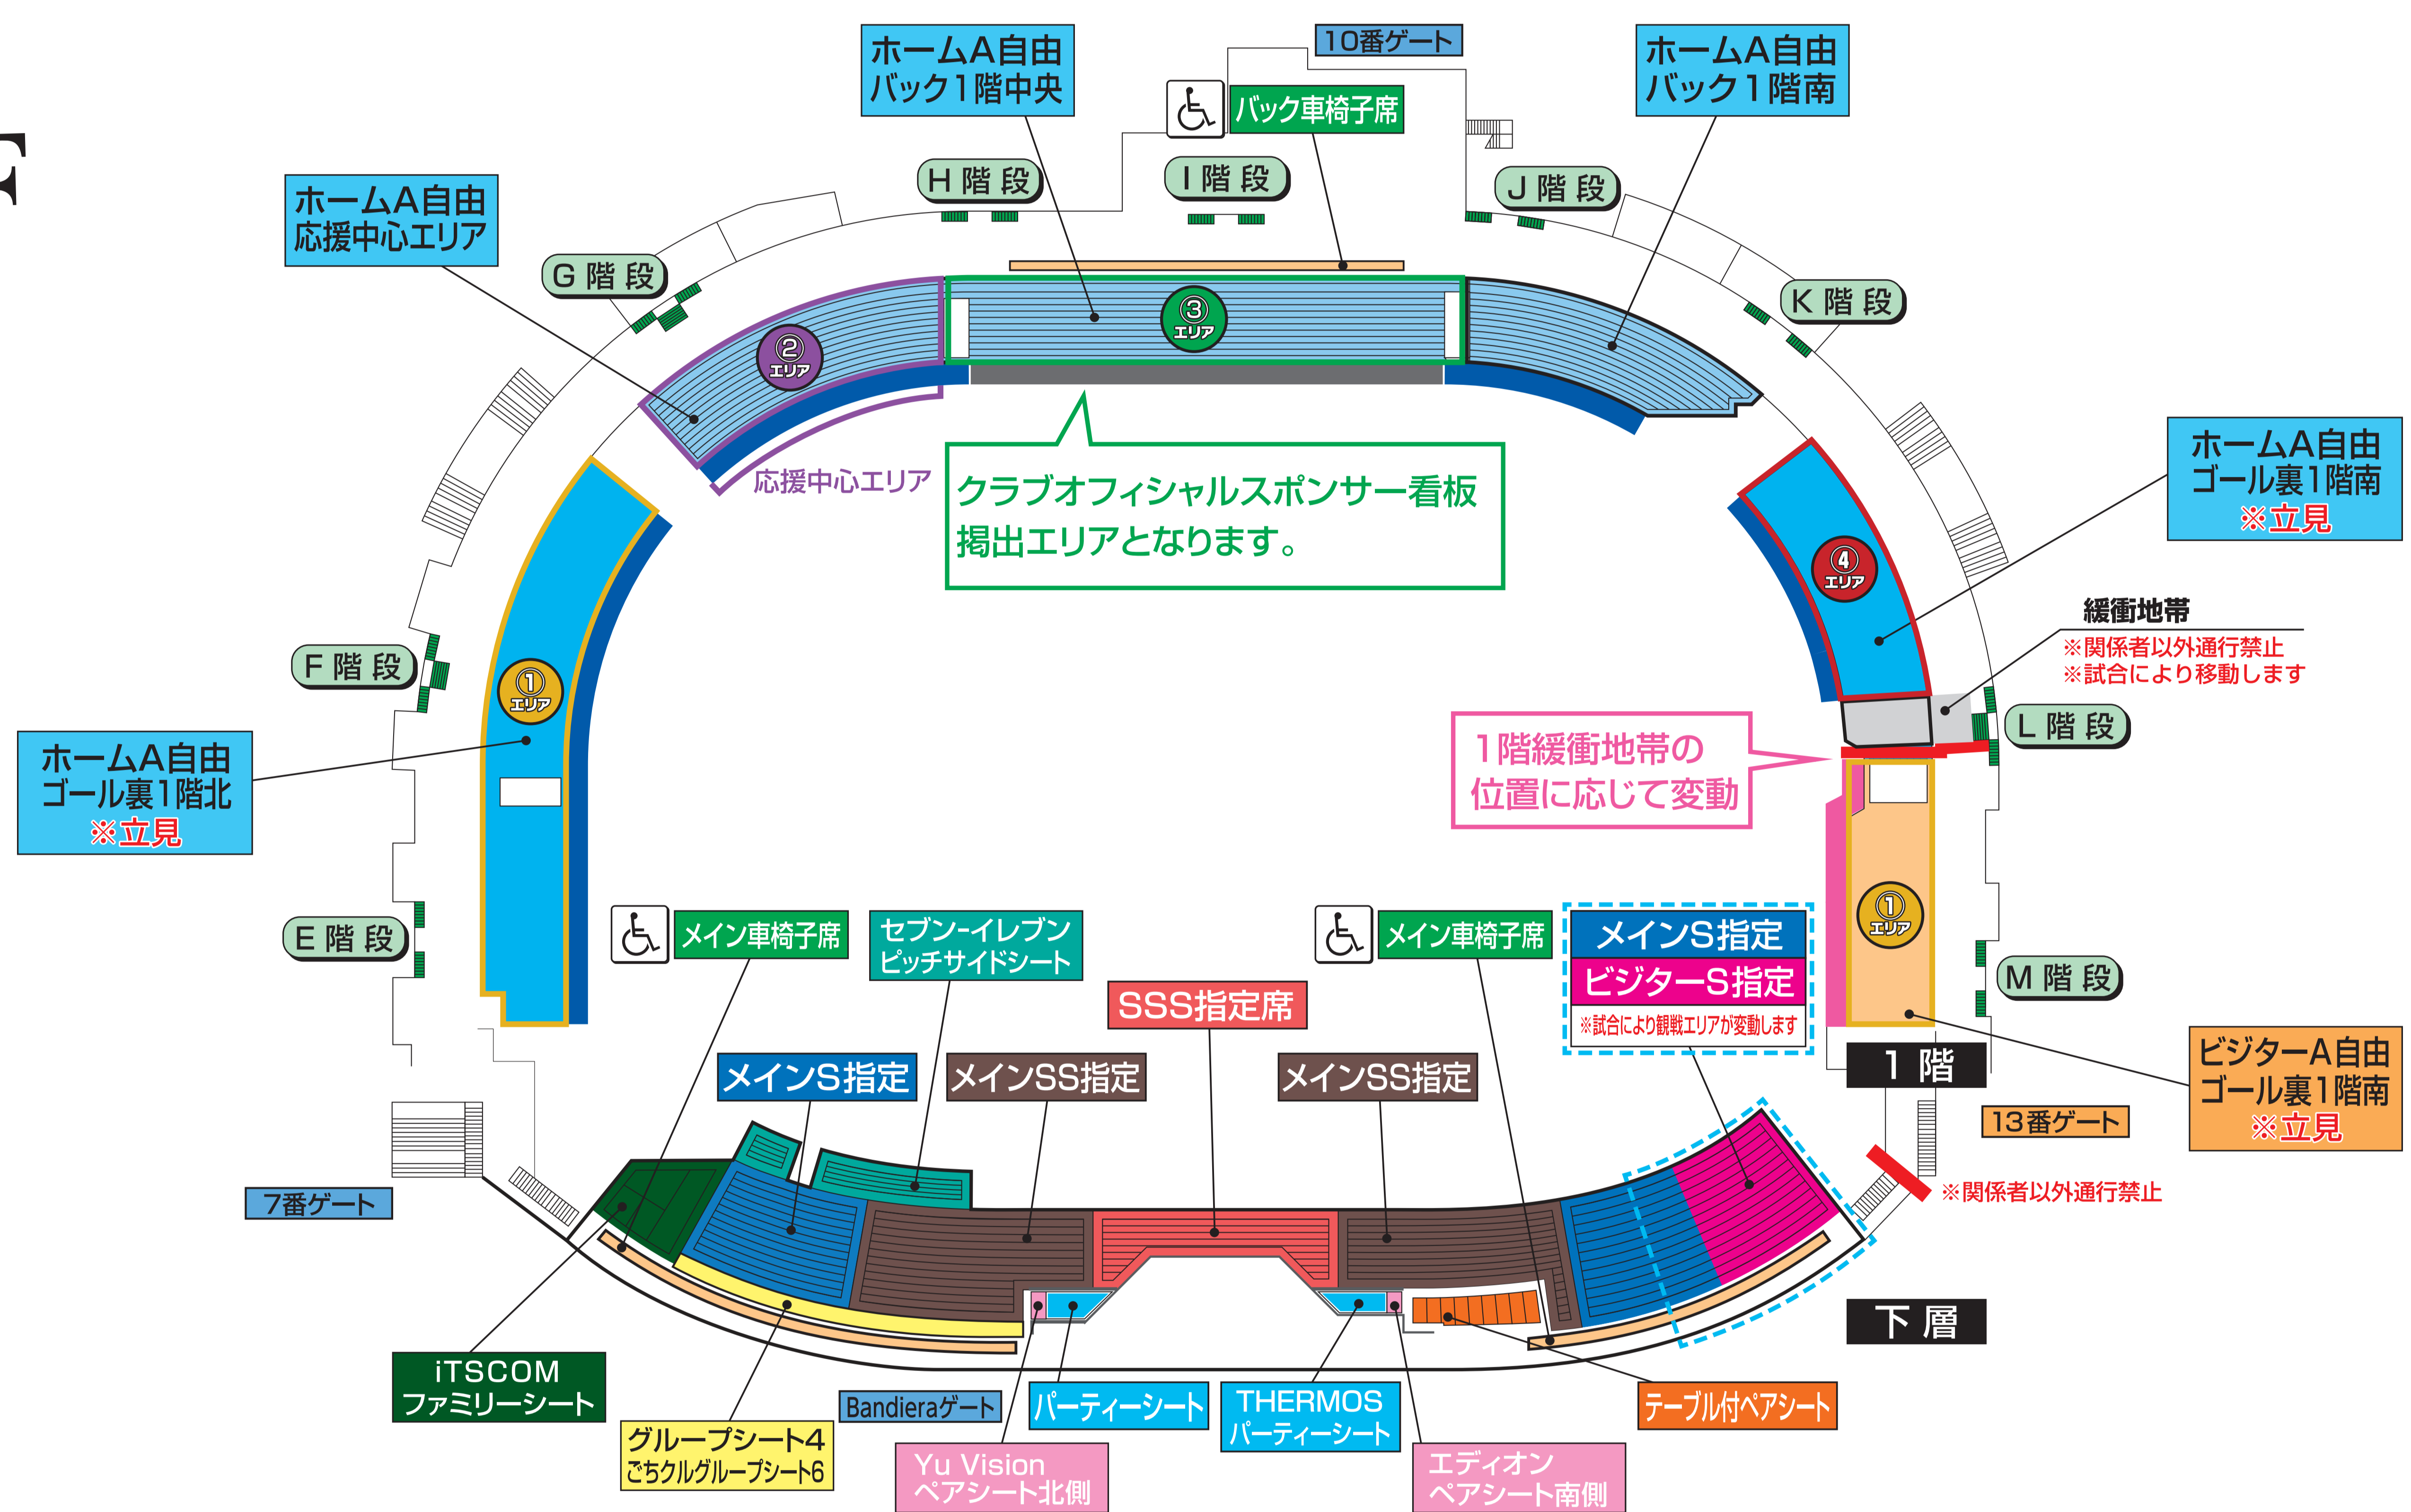 ホームA自由
バック1階中央
10番ゲート
ホームA自由
バック1階南
バック車椅子席
H 階 段
I 階 段
J 階 段
ホームA自由
応援中心エリア
G 階 段
K 階 段
③
エリア
②
エリア
応援中心エリア
クラブオフィシャルスポンサー看板
掲出エリアとなります。
ホームA自由
ゴール裏1階南
※立見
④
エリア
緩衝地帯
※関係者以外通行禁止
※試合により移動します
F 階 段
①
エリア
L 階 段
ホームA自由
ゴール裏1階北
※立見
1階緩衝地帯の
位置に応じて変動
①
エリア
E 階 段
メイン車椅子席
セブン-イレブン
ピッチサイドシート
メイン車椅子席
メインS指定
ビジターS指定
※試合により観戦エリアが変動します
M 階 段
SSS指定席
メインS指定
メインSS指定
メインSS指定
1 階
ビジターA自由
ゴール裏1階南
※立見
13番ゲート
7番ゲート
※関係者以外通行禁止
下 層
iTSCOM
ファミリーシート
グループシート4
ごちクルグループシート6
Bandieraゲート
パーティーシート
THERMOS
パーティーシート
テーブル付ペアシート
Yu Vision
ペアシート北側
エディオン
ペアシート南側